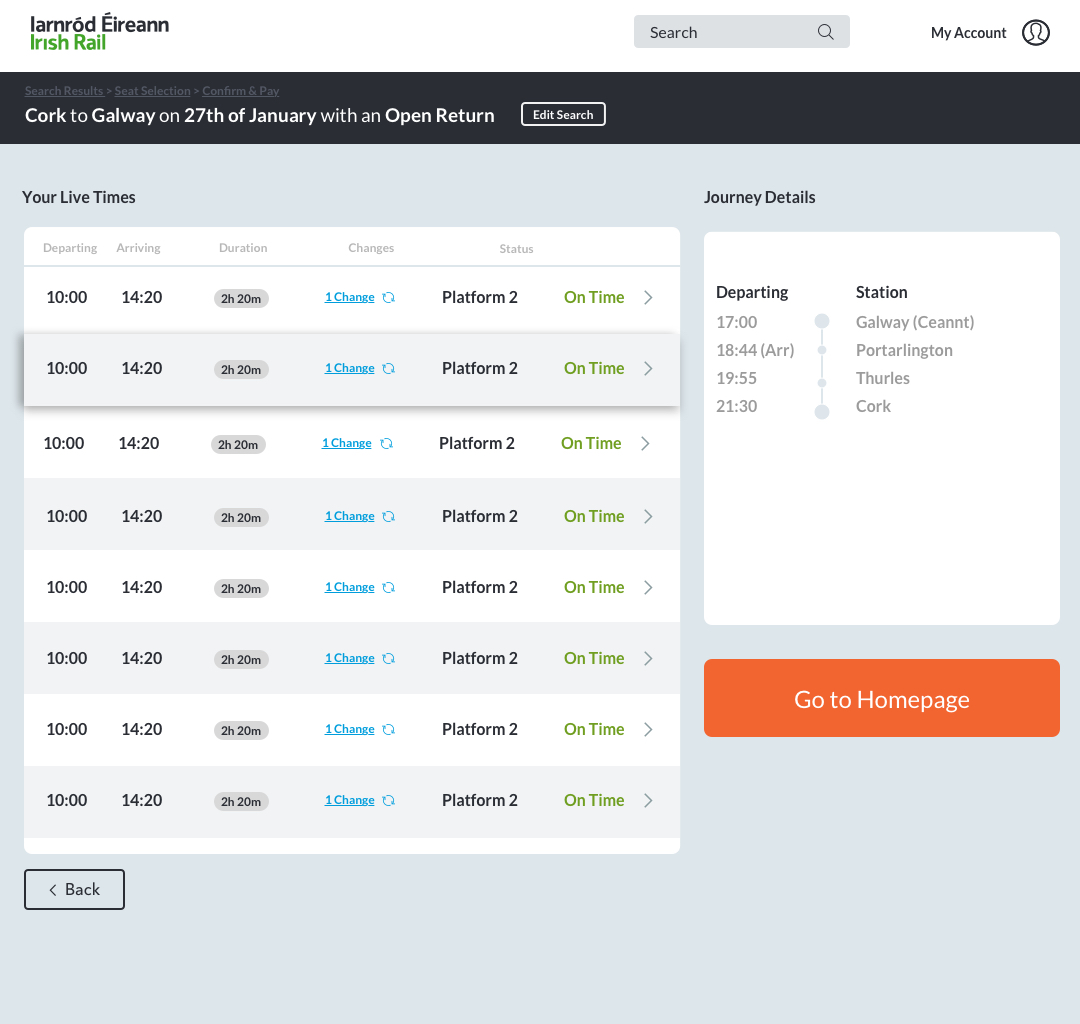 Iarnród Éireann
Irish Rail
Search
My Account
Search Results > Seat Selection > Confirm & Pay
Cork to Galway on 27th of January with an Open Return
Edit Search
Your Live Times
Departing Arriving Duration Changes Status
10:00 14:20 2h 20m 1 Change Platform 2 On Time
10:00 14:20 2h 20m 1 Change Platform 2 On Time
10:00 14:20 2h 20m 1 Change Platform 2 On Time
10:00 14:20 2h 20m 1 Change Platform 2 On Time
10:00 14:20 2h 20m 1 Change Platform 2 On Time
10:00 14:20 2h 20m 1 Change Platform 2 On Time
10:00 14:20 2h 20m 1 Change Platform 2 On Time
10:00 14:20 2h 20m 1 Change Platform 2 On Time
Back
Journey Details
Departing Station
17:00 Galway (Ceannt)
18:44 (Arr) Portarlington
19:55 Thurles
21:30 Cork
Go to Homepage